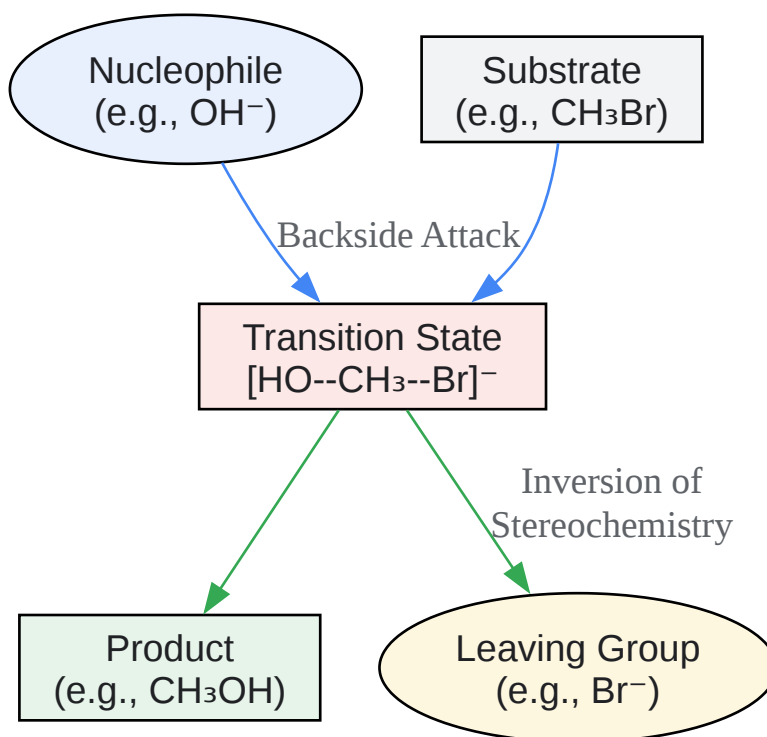 Nucleophile
(e.g., OH⁻)
Substrate
(e.g., CH₃Br)
Backside Attack
Transition State
[HO--CH₃--Br]⁻
Inversion of
Stereochemistry
Product
(e.g., CH₃OH)
Leaving Group
(e.g., Br⁻)